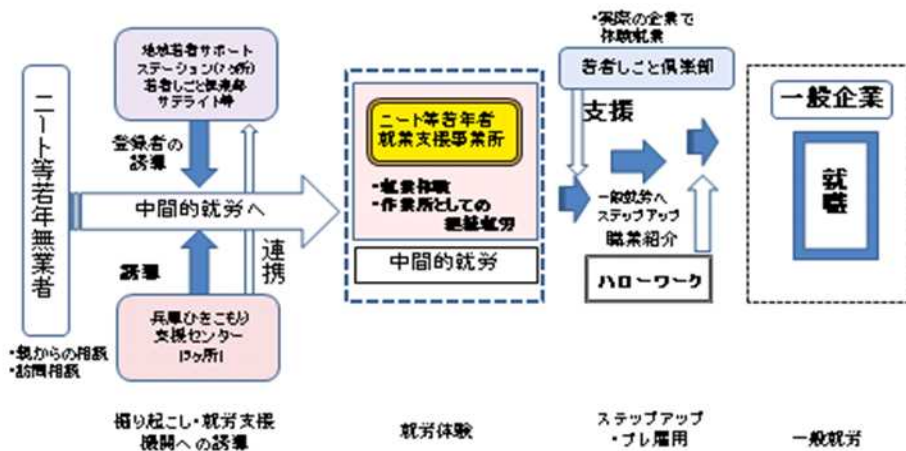 ニート等若年無業者
・親からの相談
・訪問相談
地域若者サポート
ステーション(7ヶ所)
若者しごと倶楽部
サテライト等
登録者の
誘導
中間的就労へ
誘導
連携
兵庫ひきこもり
支援センター
(5ヶ所)
掘り起こし・就労支援
機関への誘導
ニート等若年者
就業支援事業所
・就業体験
・作業所としての
継続就労
中間的就労
就労体験
・実際の企業で
体験就業
若者しごと倶楽部
支援
一般就労へ
ステップアップ
職業紹介
ハローワーク
ステップアップ
・プレ雇用
一般企業
就職
一般就労